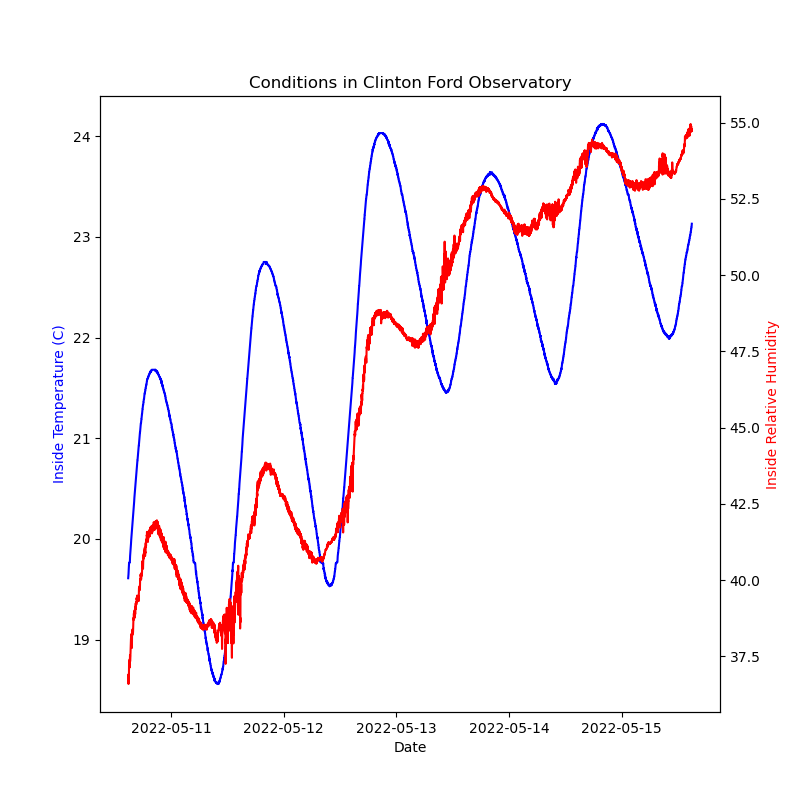 Conditions in Clinton Ford Observatory
24
23
22
21
20
19
Inside Temperature (C)
55.0
52.5
50.0
47.5
45.0
42.5
40.0
37.5
Inside Relative Humidity
2022-05-11 2022-05-12 2022-05-13 2022-05-14 2022-05-15
Date